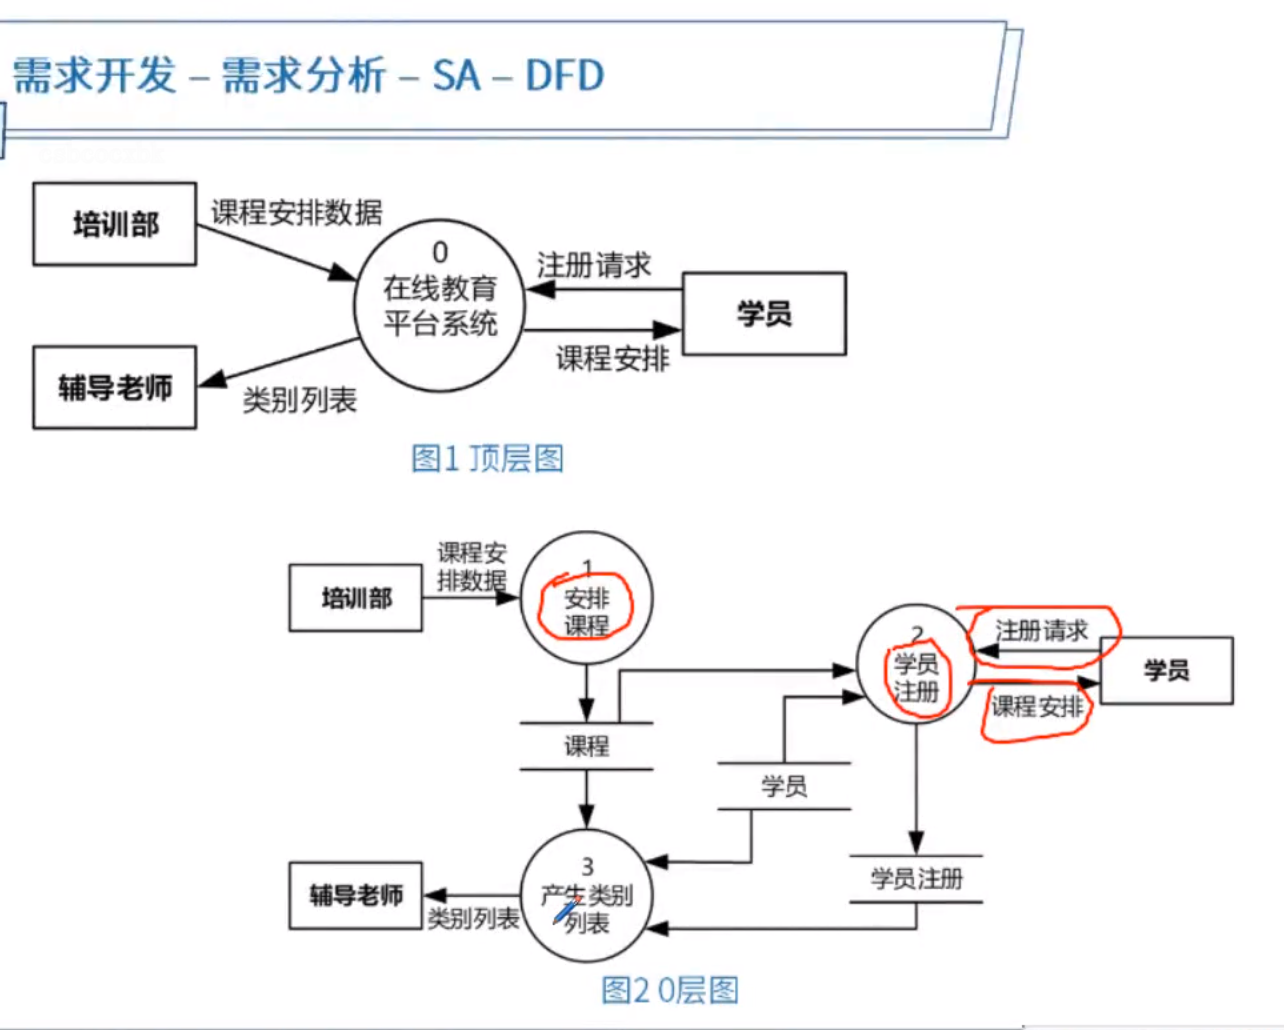 需求开发 – 需求分析 – SA – DFD
培训部
课程安排数据
0
在线教育
平台系统
注册请求
学员
课程安排
辅导老师
类别列表
图1 顶层图
培训部
课程安
排数据
1
安排
课程
2
学员
注册
注册请求
学员
课程安排
课程
学员
学员注册
3
产生类别
列表
辅导老师
类别列表
图2 0层图